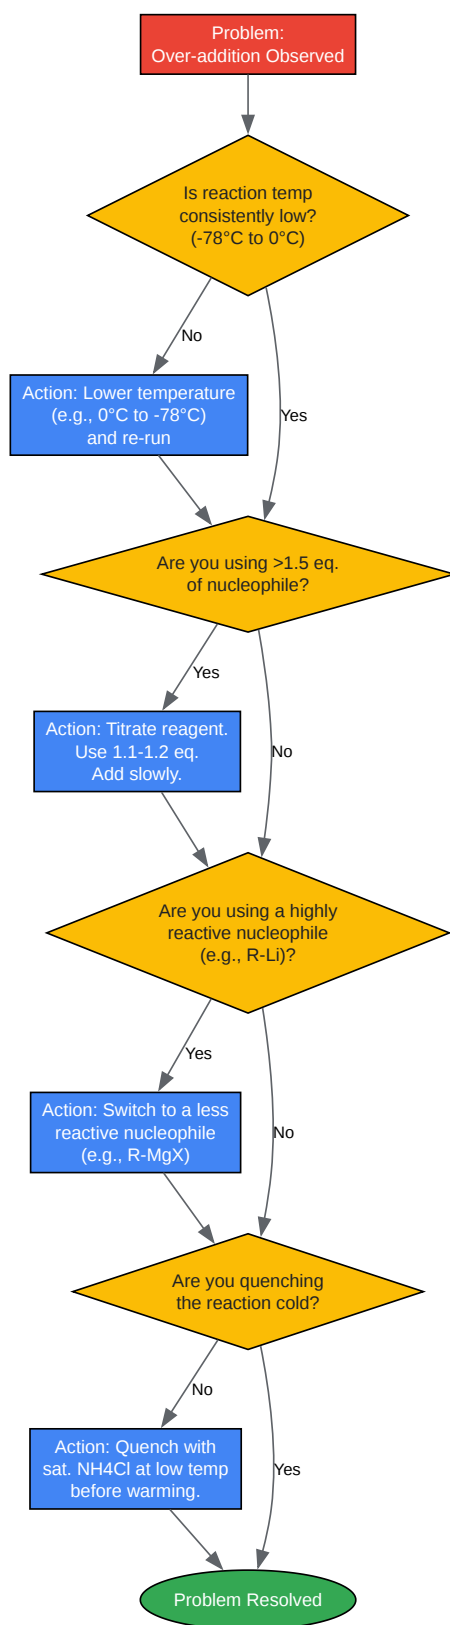 Problem:
Over-addition Observed
Is reaction temp
consistently low?
(-78°C to 0°C)
No
Action: Lower temperature
(e.g., 0°C to -78°C)
and re-run
Yes
Are you using >1.5 eq.
of nucleophile?
Yes
Action: Titrate reagent.
Use 1.1-1.2 eq.
Add slowly.
No
Are you using a highly
reactive nucleophile
(e.g., R-Li)?
Yes
Action: Switch to a less
reactive nucleophile
(e.g., R-MgX)
No
Are you quenching
the reaction cold?
No
Action: Quench with
sat. NH4Cl at low temp
before warming.
Yes
Problem Resolved